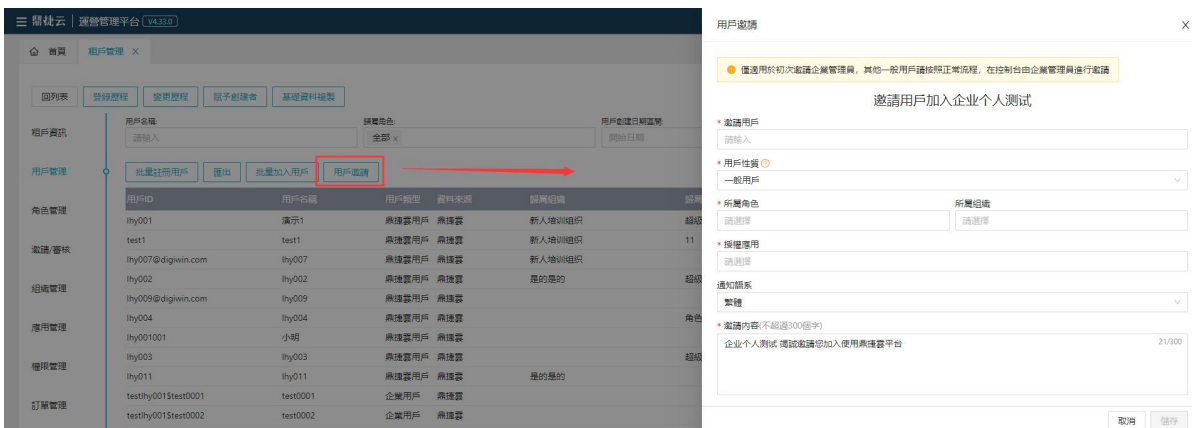 鼎捷云 運營管理平台 V4.33.0
首頁 租戶管理 X
回列表 登錄歷程 變更歷程 賦予創建者 基礎資料複製
租戶資訊
用戶管理
角色管理
邀請/審核
組織管理
應用管理
權限管理
訂單管理
用戶名稱: 歸屬角色: 用戶創建日期區間:
請輸入 全部 x 開始日期
批量註冊用戶 匯出 批量加入用戶 用戶邀請
用戶ID 用戶名稱 用戶類型 資料來源 歸屬組織
lhy001 演示1 鼎捷雲用戶 鼎捷雲 新人培训组织 超級
test1 test1 鼎捷雲用戶 鼎捷雲 新人培训组织 11
lhy007@digiwin.com lhy007 鼎捷雲用戶 鼎捷雲 新人培训组织
lhy002 lhy002 鼎捷雲用戶 鼎捷雲 是的是的 超級
lhy009@digiwin.com lhy009 鼎捷雲用戶 鼎捷雲
lhy004 lhy004 鼎捷雲用戶 鼎捷雲 角色
lhy001001 小明 鼎捷雲用戶 鼎捷雲
lhy003 lhy003 鼎捷雲用戶 鼎捷雲 超級
lhy011 lhy011 鼎捷雲用戶 鼎捷雲 是的是的
testlhy001$test0001 test0001 企業用戶 鼎捷雲
testlhy001$test0002 test0002 企業用戶 鼎捷雲
用戶邀請 X
僅適用於初次邀請企業管理員，其他一般用戶請按照正常流程，在控制台由企業管理員進行邀請
邀請用戶加入企业个人测试
* 邀請用戶
請輸入
* 用戶性質
一般用戶
* 所屬角色 所屬組織
請選擇 請選擇
* 授權應用
請選擇
通知語系
繁體
* 邀請內容(不超過300個字)
企业个人测试 竭誠邀請您加入使用鼎捷雲平台 21/300
取消 儲存